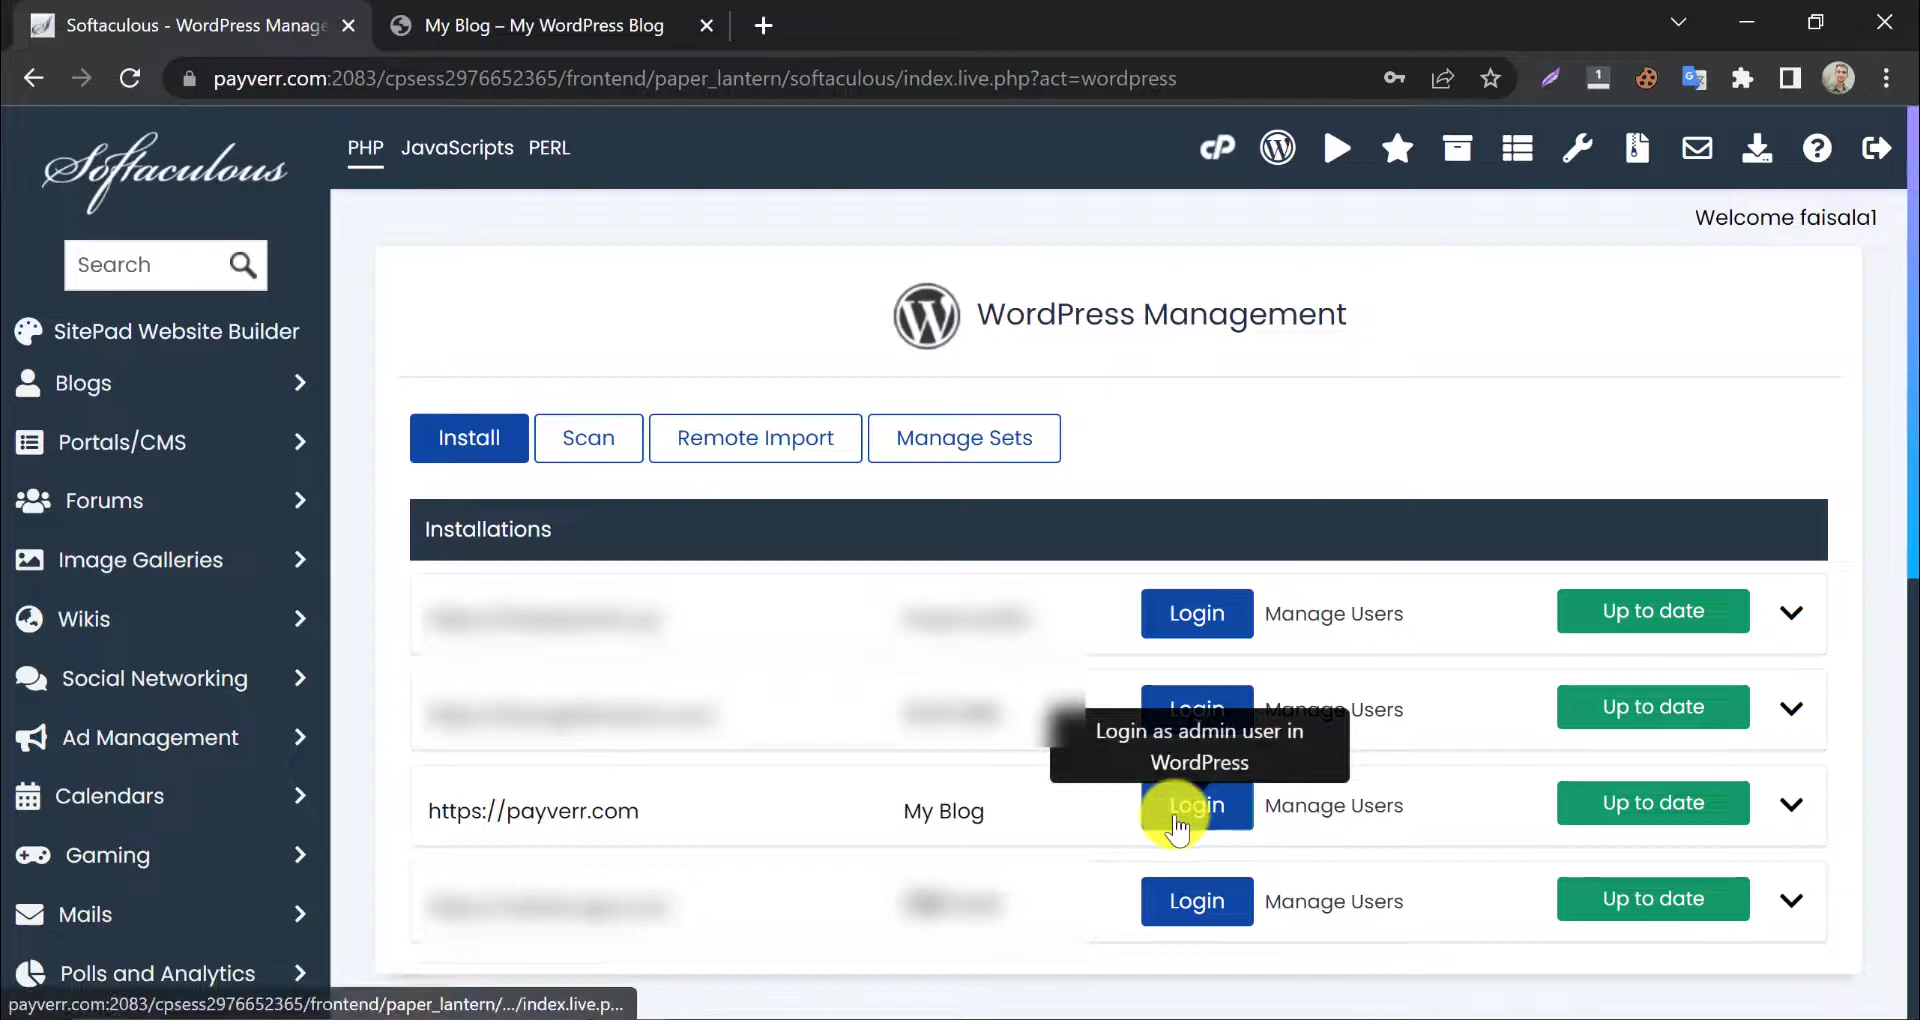 Softaculous - WordPress Manage
My Blog – My WordPress Blog
payverr.com:2083/cpsess2976652365/frontend/paper_lantern/softaculous/index.live.php?act=wordpress
1
Softaculous
PHP JavaScripts PERL
cP
Welcome faisala1
Search
SitePad Website Builder
Blogs
Portals/CMS
Forums
Image Galleries
Wikis
Social Networking
Ad Management
Calendars
Gaming
Mails
Polls and Analytics
WordPress Management
Install Scan Remote Import Manage Sets
Installations
Login Manage Users Up to date
Login Manage Users Up to date
Login as admin user in
WordPress
https://payverr.com My Blog Login Manage Users Up to date
Login Manage Users Up to date
payverr.com:2083/cpsess2976652365/frontend/paper_lantern/.../index.live.p...